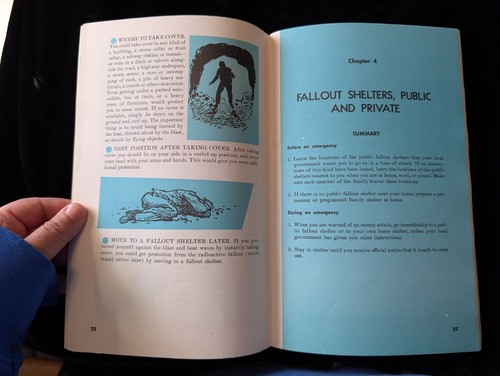 WHERE TO TAKE COVER.
You could take cover in any kind of
a building, a storm cellar or fruit
cellar, a subway station or tunnel—
or even in a ditch or culvert along-
side the road, a highway underpass,
a storm sewer, a cave or outcrop-
ping of rock, a pile of heavy ma-
terials, a trench or other excavation.
Even getting under a parked auto-
mobile, bus or train, or a heavy
piece of furniture, would protect
you to some extent. If no cover is
available, simply lie down on the
ground and curl up. The important
thing is to avoid being burned by
the heat, thrown about by the blast,
or struck by flying objects.
BEST POSITION AFTER TAKING COVER. After taking
cover you should lie on your side in a curled-up position, and cover
your head with your arms and hands. This would give you some addi-
tional protection.
MOVE TO A FALLOUT SHELTER LATER. If you pro-
tected yourself against the blast and heat waves by instantly taking
cover, you could get protection from the radioactive fallout (which
would arrive later) by moving to a fallout shelter.
22
Chapter 4
FALLOUT SHELTERS, PUBLIC
AND PRIVATE
SUMMARY
Before an emergency
1. Learn the locations of the public fallout shelters that your local
government wants you to go to in a time of attack. If no instruc-
tions of this kind have been issued, learn the locations of the public
shelters nearest to you when you are at home, work, or school. Make
sure each member of the family knows these locations.
2. If there is no public fallout shelter near your home, prepare a per-
manent or preplanned family shelter at home.
During an emergency
1. When you are warned of an enemy attack, go immediately to a pub-
lic fallout shelter or to your own home shelter, unless your local
government has given you other instructions.
2. Stay in shelter until you receive official notice that it is safe to come
out.
23